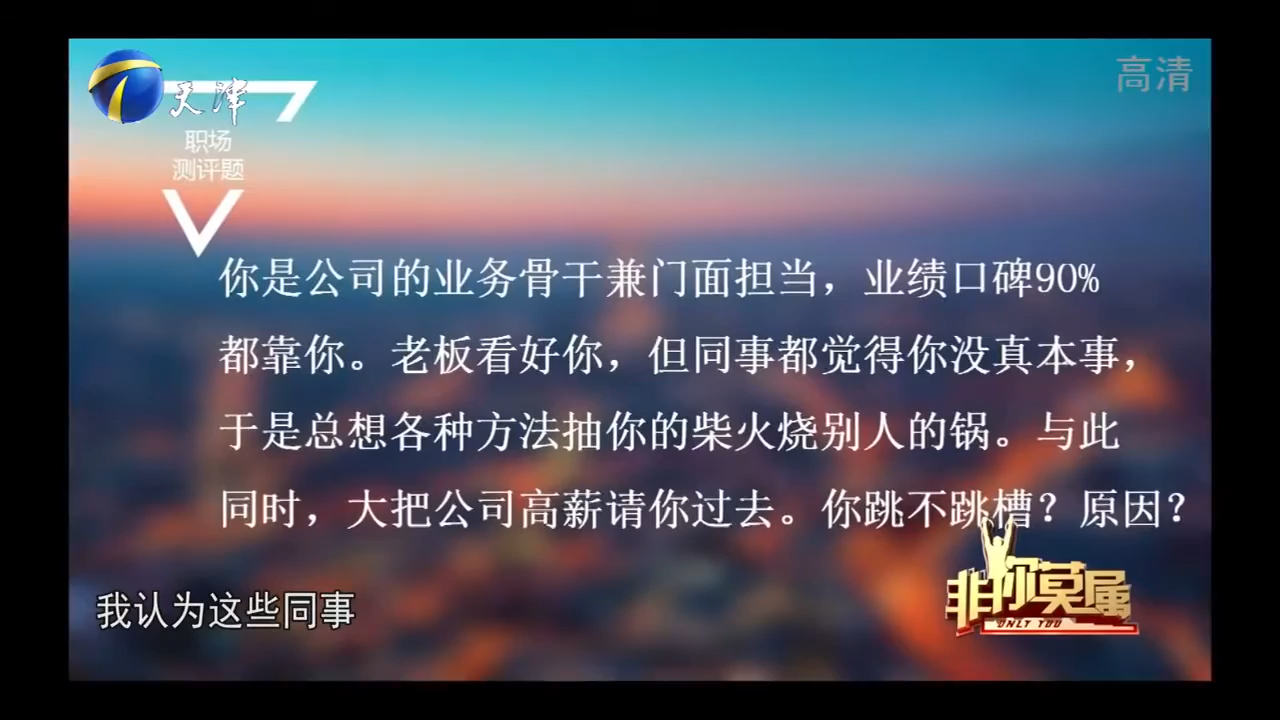 天津
高清
职场
测评题
你是公司的业务骨干兼门面担当，业绩口碑90%
都靠你。老板看好你，但同事都觉得你没真本事，
于是总想各种方法抽你的柴火烧别人的锅。与此
同时，大把公司高薪请你过去。你跳不跳槽？原因？
非你莫属
ONLY YOU
我认为这些同事